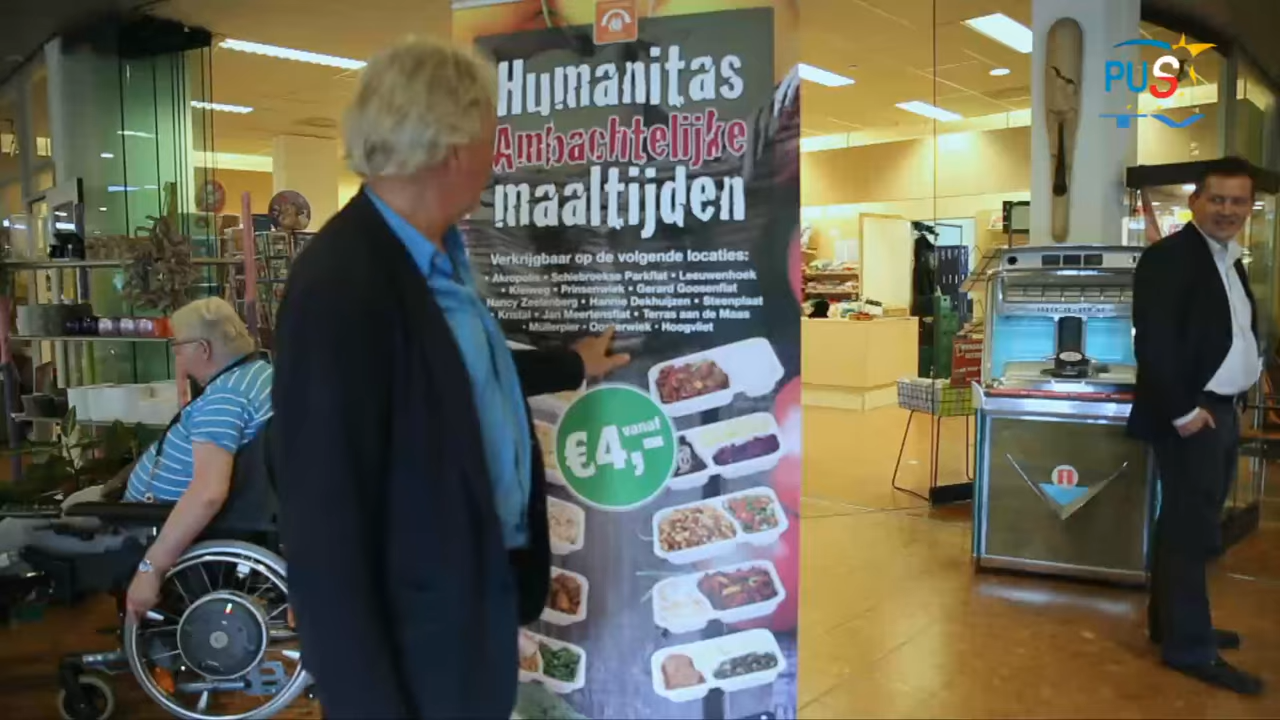 PUS
Humanitas
Ambachtelijke
maaltijden
Verkrijgbaar op de volgende locaties:
• Akropolis • Schiebroekse Parkflat • Leeuwenhoek
• Kleiweg • Prinsenwiek • Gerard Goosenflat
Nancy Zeelenberg • Hannie Dekhuijzen • Steenplaat
• Kristal • Jan Meertensflat • Terras aan de Maas
• Müllerpier • Oosterwiek • Hoogvliet
vanaf
€4,